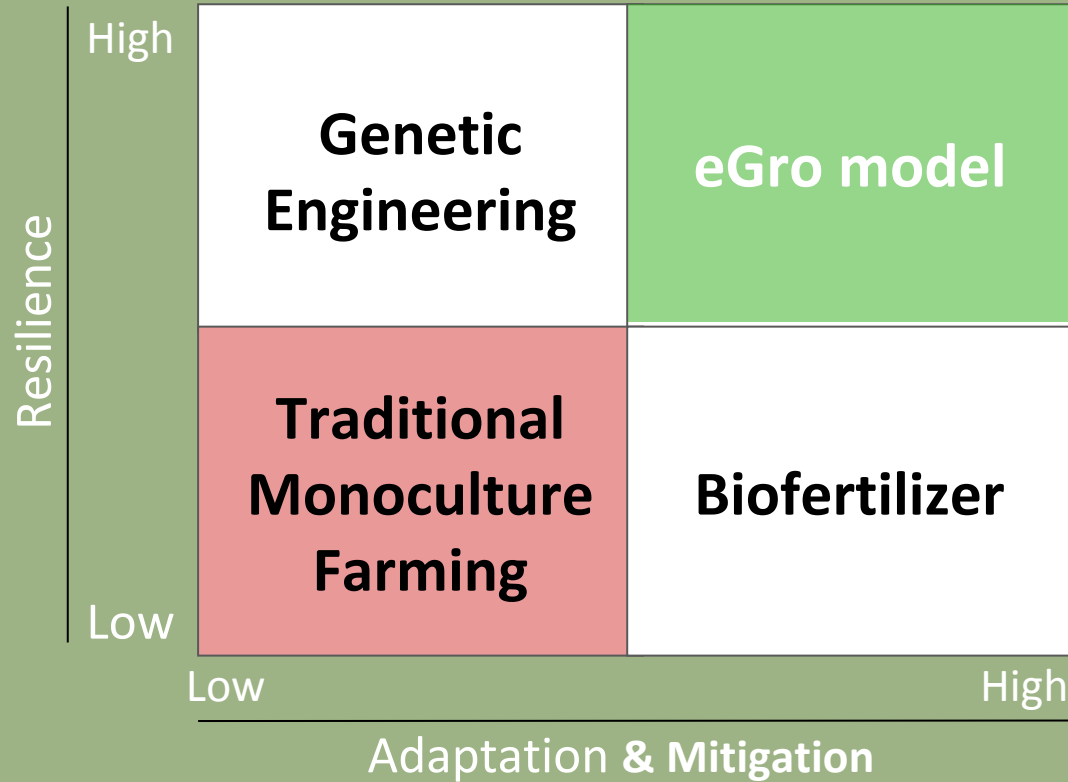 High
Genetic
Engineering
eGro model
Resilience
Traditional
Monoculture
Farming
Biofertilizer
Low
Low
High
Adaptation & Mitigation